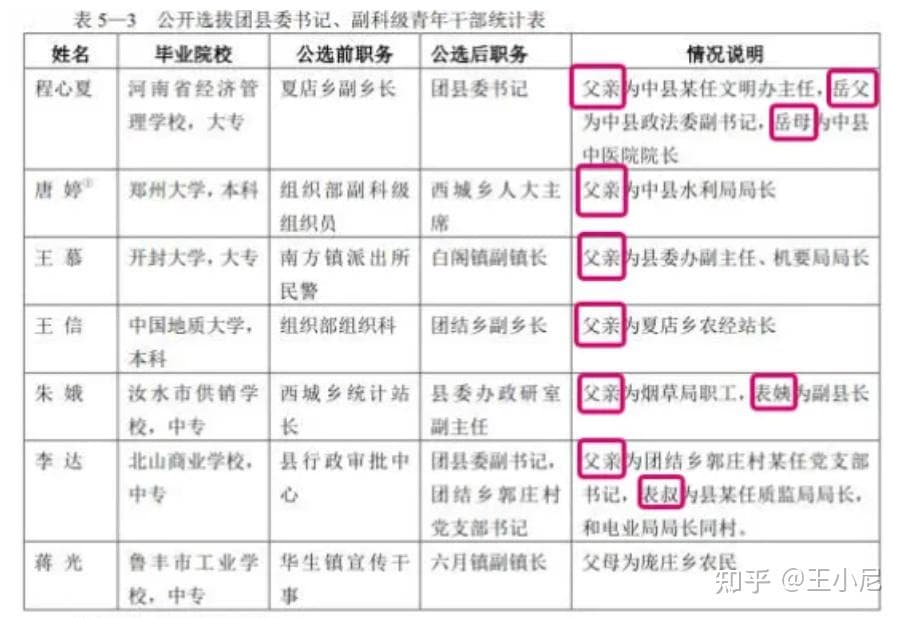 表 5—3 公开选拔团县委书记、副科级青年干部统计表
姓名 毕业院校 公选前职务 公选后职务 情况说明
程心夏 河南省经济管 夏店乡副乡长 团县委书记 父亲为中县某任文明办主任，岳父
理学校，大专 为中县政法委副书记，岳母为中县
中医院院长
唐 婷① 郑州大学，本科 组织部副科级 西城乡人大主 父亲为中县水利局局长
组织员 席
王 慕 开封大学，大专 南方镇派出所 白阁镇副镇长 父亲为县委办副主任、机要局局长
民警
王 信 中国地质大学， 组织部组织科 团结乡副乡长 父亲为夏店乡农经站长
本科
朱 娥 汝水市供销学 西城乡统计站 县委办政研室 父亲为烟草局职工，表姨为副县长
校，中专 长 副主任
李 达 北山商业学校， 县行政审批中 团县委副书记， 父亲为团结乡郭庄村某任党支部
中专 心 团结乡郭庄村 书记，表叔为县某任质监局局长，
党支部书记 和电业局局长同村。
蒋 光 鲁丰市工业学 华生镇宣传干 六月镇副镇长 父母为庞庄乡农民
校，中专 事
知乎 @王小尼